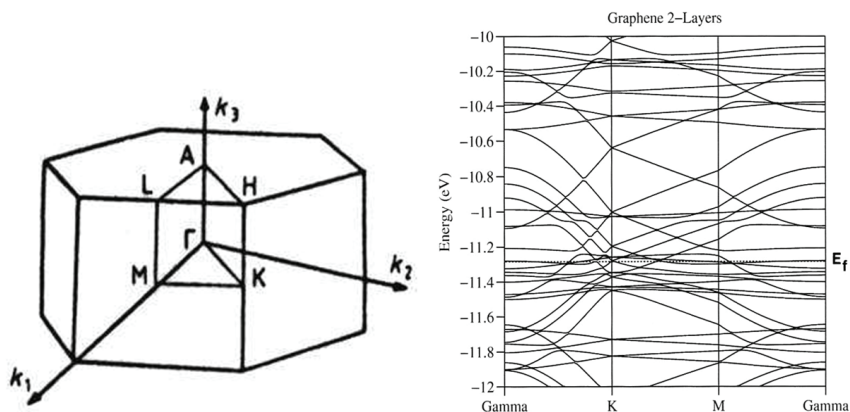 k3
A
L
H
Γ
M
K
k2
k1
Graphene 2-Layers
Energy (eV)
-10
-10.2
-10.4
-10.6
-10.8
-11
-11.2
-11.4
-11.6
-11.8
-12
Ef
Gamma K M Gamma